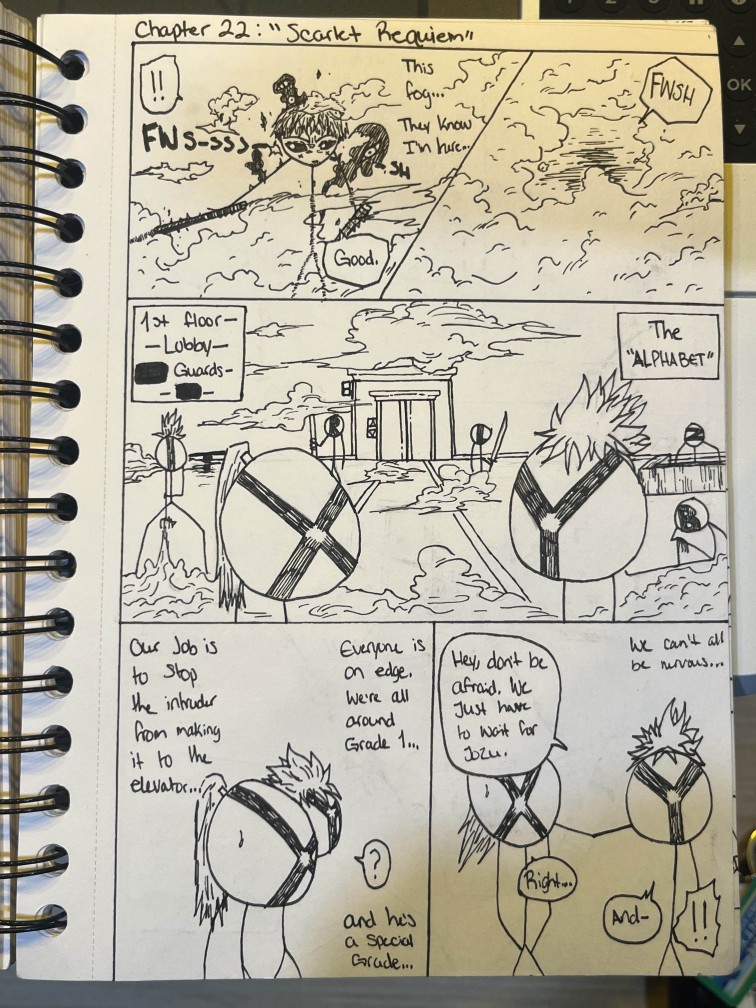 Chapter 22: "Scarlet Requiem"
!!
FWS-SSS
This
fog...
They know
I'm here...
SH
Good.
FWSH
1st floor-
-Lobby-
Guards-
The
"ALPHABET"
Our Job is
to stop
the intruder
from making
it to the
elevator...
Everyone is
on edge.
We're all
around
Grade 1...
?
and he's
a special
Grade...
Hey, don't be
afraid. We
Just have
to wait for
Jozu.
We can't all
be nervous...
Right...
And-
!!
OK